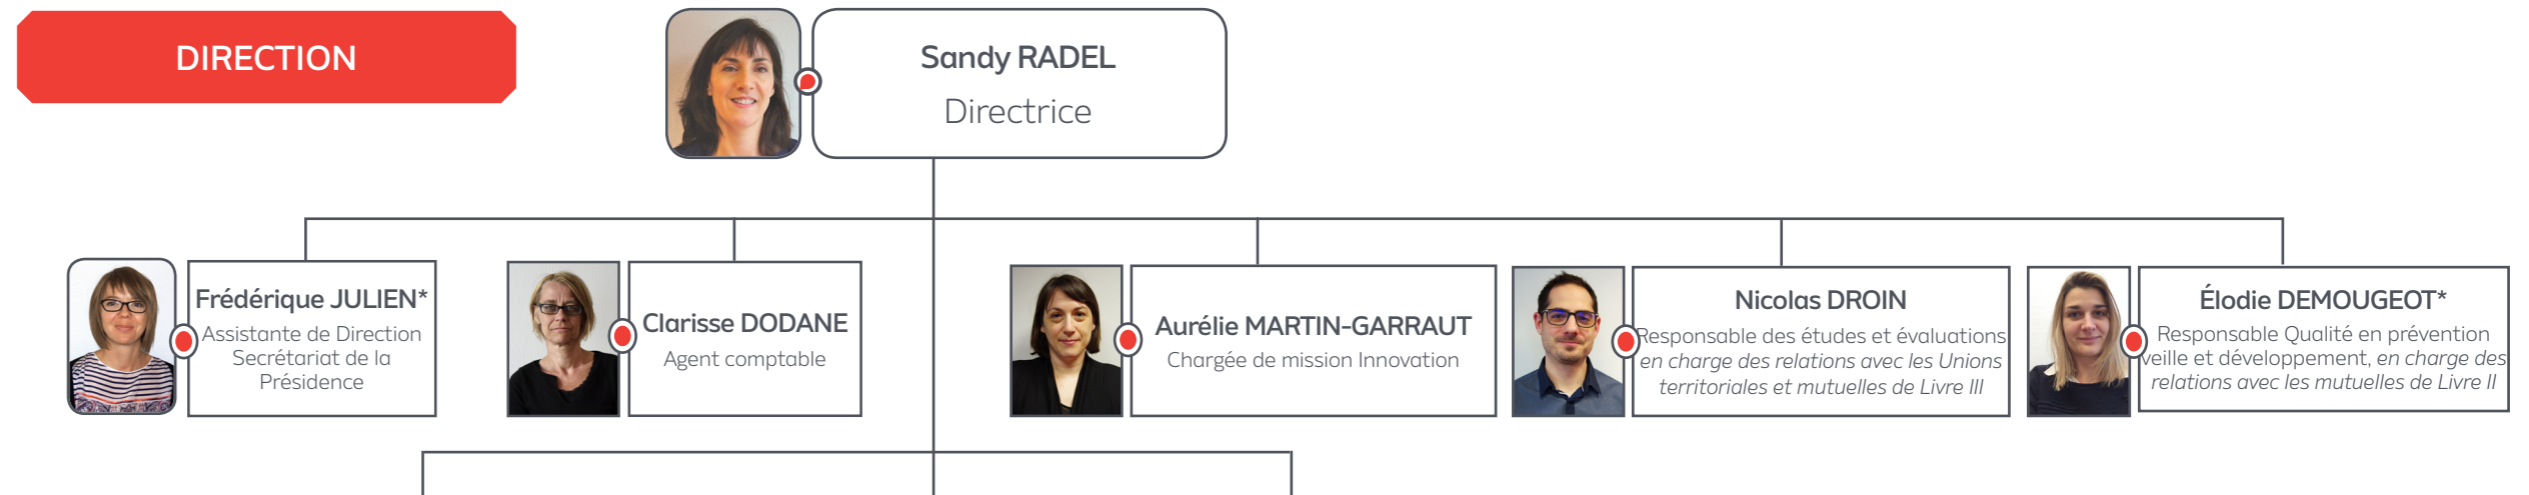 DIRECTION
Sandy RADEL
Directrice
Frédérique JULIEN*
Assistante de Direction
Secrétariat de la
Présidence
Clarisse DODANE
Agent comptable
Aurélie MARTIN-GARRAUT
Chargée de mission Innovation
Nicolas DROIN
Responsable des études et évaluations
en charge des relations avec les Unions
territoriales et mutuelles de Livre III
Élodie DEMOUGEOT*
Responsable Qualité en prévention
veille et développement, en charge des
relations avec les mutuelles de Livre II